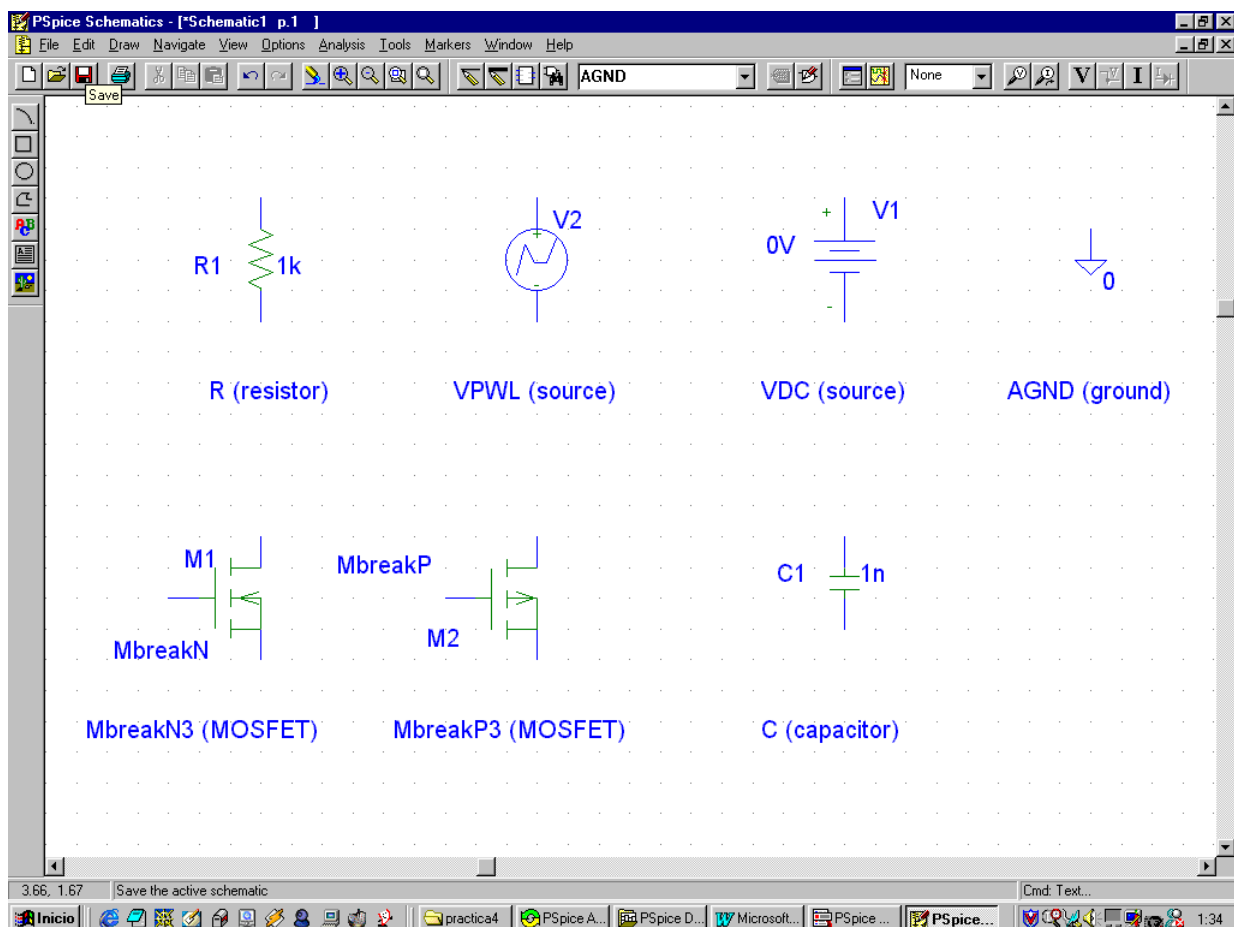 PSpice Schematics - [*Schematic1 p.1 ]
File Edit Draw Navigate View Options Analysis Tools Markers Window Help
AGND
None
V V I
Save
ABC
R1
1k
V2
+
-
+
V1
0V
-
0
R (resistor)
VPWL (source)
VDC (source)
AGND (ground)
M1
MbreakN
MbreakP
M2
C1
1n
MbreakN3 (MOSFET)
MbreakP3 (MOSFET)
C (capacitor)
3.66, 1.67
Save the active schematic
Cmd: Text...
Inicio
practica4
PSpice A...
PSpice D...
Microsoft...
PSpice ...
PSpice...
1:34